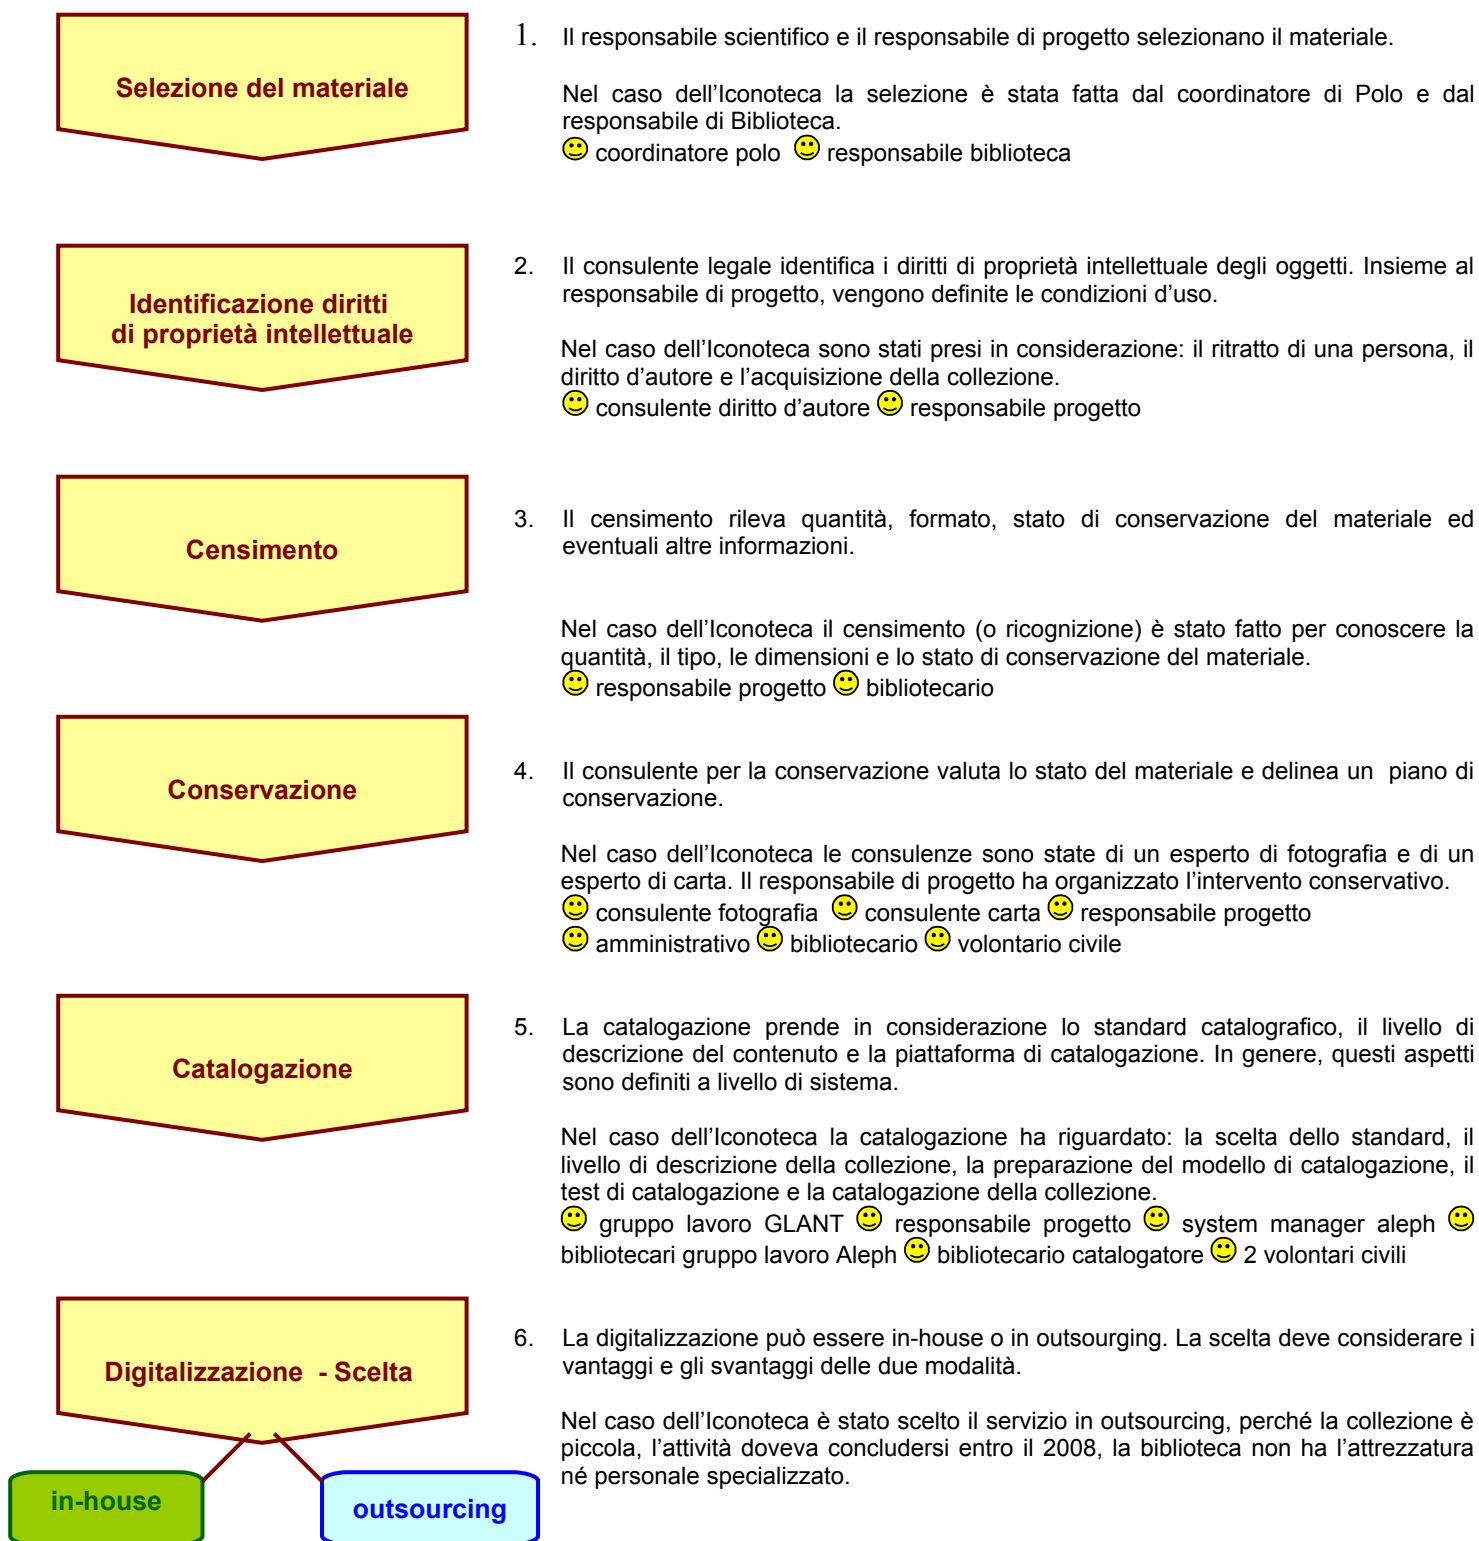 Selezione del materiale
1. Il responsabile scientifico e il responsabile di progetto selezionano il materiale.
Nel caso dell’Iconoteca la selezione è stata fatta dal coordinatore di Polo e dal
responsabile di Biblioteca.
coordinatore polo responsabile biblioteca
Identificazione diritti
di proprietà intellettuale
2. Il consulente legale identifica i diritti di proprietà intellettuale degli oggetti. Insieme al
responsabile di progetto, vengono definite le condizioni d’uso.
Nel caso dell’Iconoteca sono stati presi in considerazione: il ritratto di una persona, il
diritto d’autore e l’acquisizione della collezione.
consulente diritto d’autore responsabile progetto
Censimento
3. Il censimento rileva quantità, formato, stato di conservazione del materiale ed
eventuali altre informazioni.
Nel caso dell’Iconoteca il censimento (o ricognizione) è stato fatto per conoscere la
quantità, il tipo, le dimensioni e lo stato di conservazione del materiale.
responsabile progetto bibliotecario
Conservazione
4. Il consulente per la conservazione valuta lo stato del materiale e delinea un piano di
conservazione.
Nel caso dell’Iconoteca le consulenze sono state di un esperto di fotografia e di un
esperto di carta. Il responsabile di progetto ha organizzato l’intervento conservativo.
consulente fotografia consulente carta responsabile progetto
amministrativo bibliotecario volontario civile
Catalogazione
5. La catalogazione prende in considerazione lo standard catalografico, il livello di
descrizione del contenuto e la piattaforma di catalogazione. In genere, questi aspetti
sono definiti a livello di sistema.
Nel caso dell’Iconoteca la catalogazione ha riguardato: la scelta dello standard, il
livello di descrizione della collezione, la preparazione del modello di catalogazione, il
test di catalogazione e la catalogazione della collezione.
gruppo lavoro GLANT responsabile progetto system manager aleph
bibliotecari gruppo lavoro Aleph bibliotecario catalogatore 2 volontari civili
Digitalizzazione - Scelta
6. La digitalizzazione può essere in-house o in outsourging. La scelta deve considerare i
vantaggi e gli svantaggi delle due modalità.
Nel caso dell’Iconoteca è stato scelto il servizio in outsourcing, perché la collezione è
piccola, l’attività doveva concludersi entro il 2008, la biblioteca non ha l’attrezzatura
né personale specializzato.
in-house
outsourcing